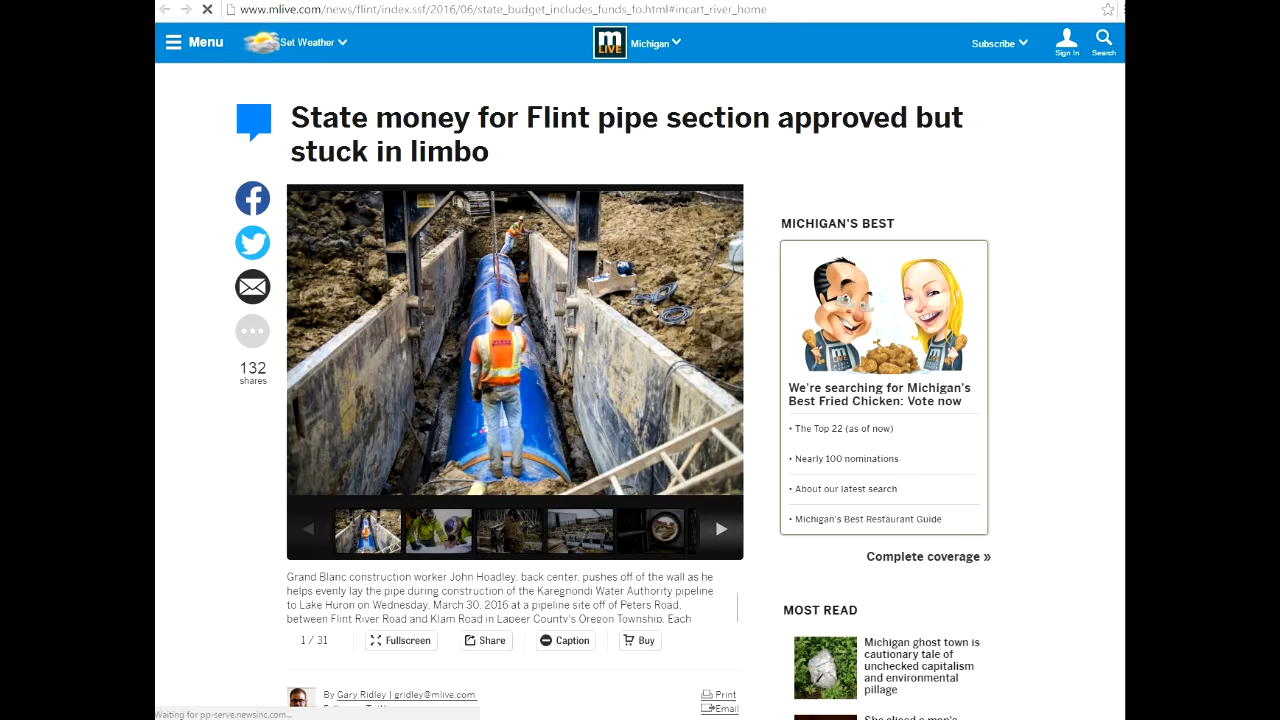 www.mlive.com/news/flint/index.ssf/2016/06/state_budget_includes_funds_fo.html#incart_river_home
Menu
Set Weather
m
LIVE
Michigan
Subscribe
Sign In
Search
State money for Flint pipe section approved but
stuck in limbo
132
shares
Grand Blanc construction worker John Hoadley, back center, pushes off of the wall as he
helps evenly lay the pipe during construction of the Karegnondi Water Authority pipeline
to Lake Huron on Wednesday, March 30, 2016 at a pipeline site off of Peters Road,
between Flint River Road and Klam Road in Lapeer County's Oregon Township. Each
1 / 31
Fullscreen
Share
Caption
Buy
By Gary Ridley | gridley@mlive.com
Print
Email
MICHIGAN'S BEST
We're searching for Michigan's
Best Fried Chicken: Vote now
• The Top 22 (as of now)
• Nearly 100 nominations
• About our latest search
• Michigan's Best Restaurant Guide
Complete coverage »
MOST READ
Michigan ghost town is
cautionary tale of
unchecked capitalism
and environmental
pillage
She sliced a man's
Waiting for pp-serve.newsinc.com...